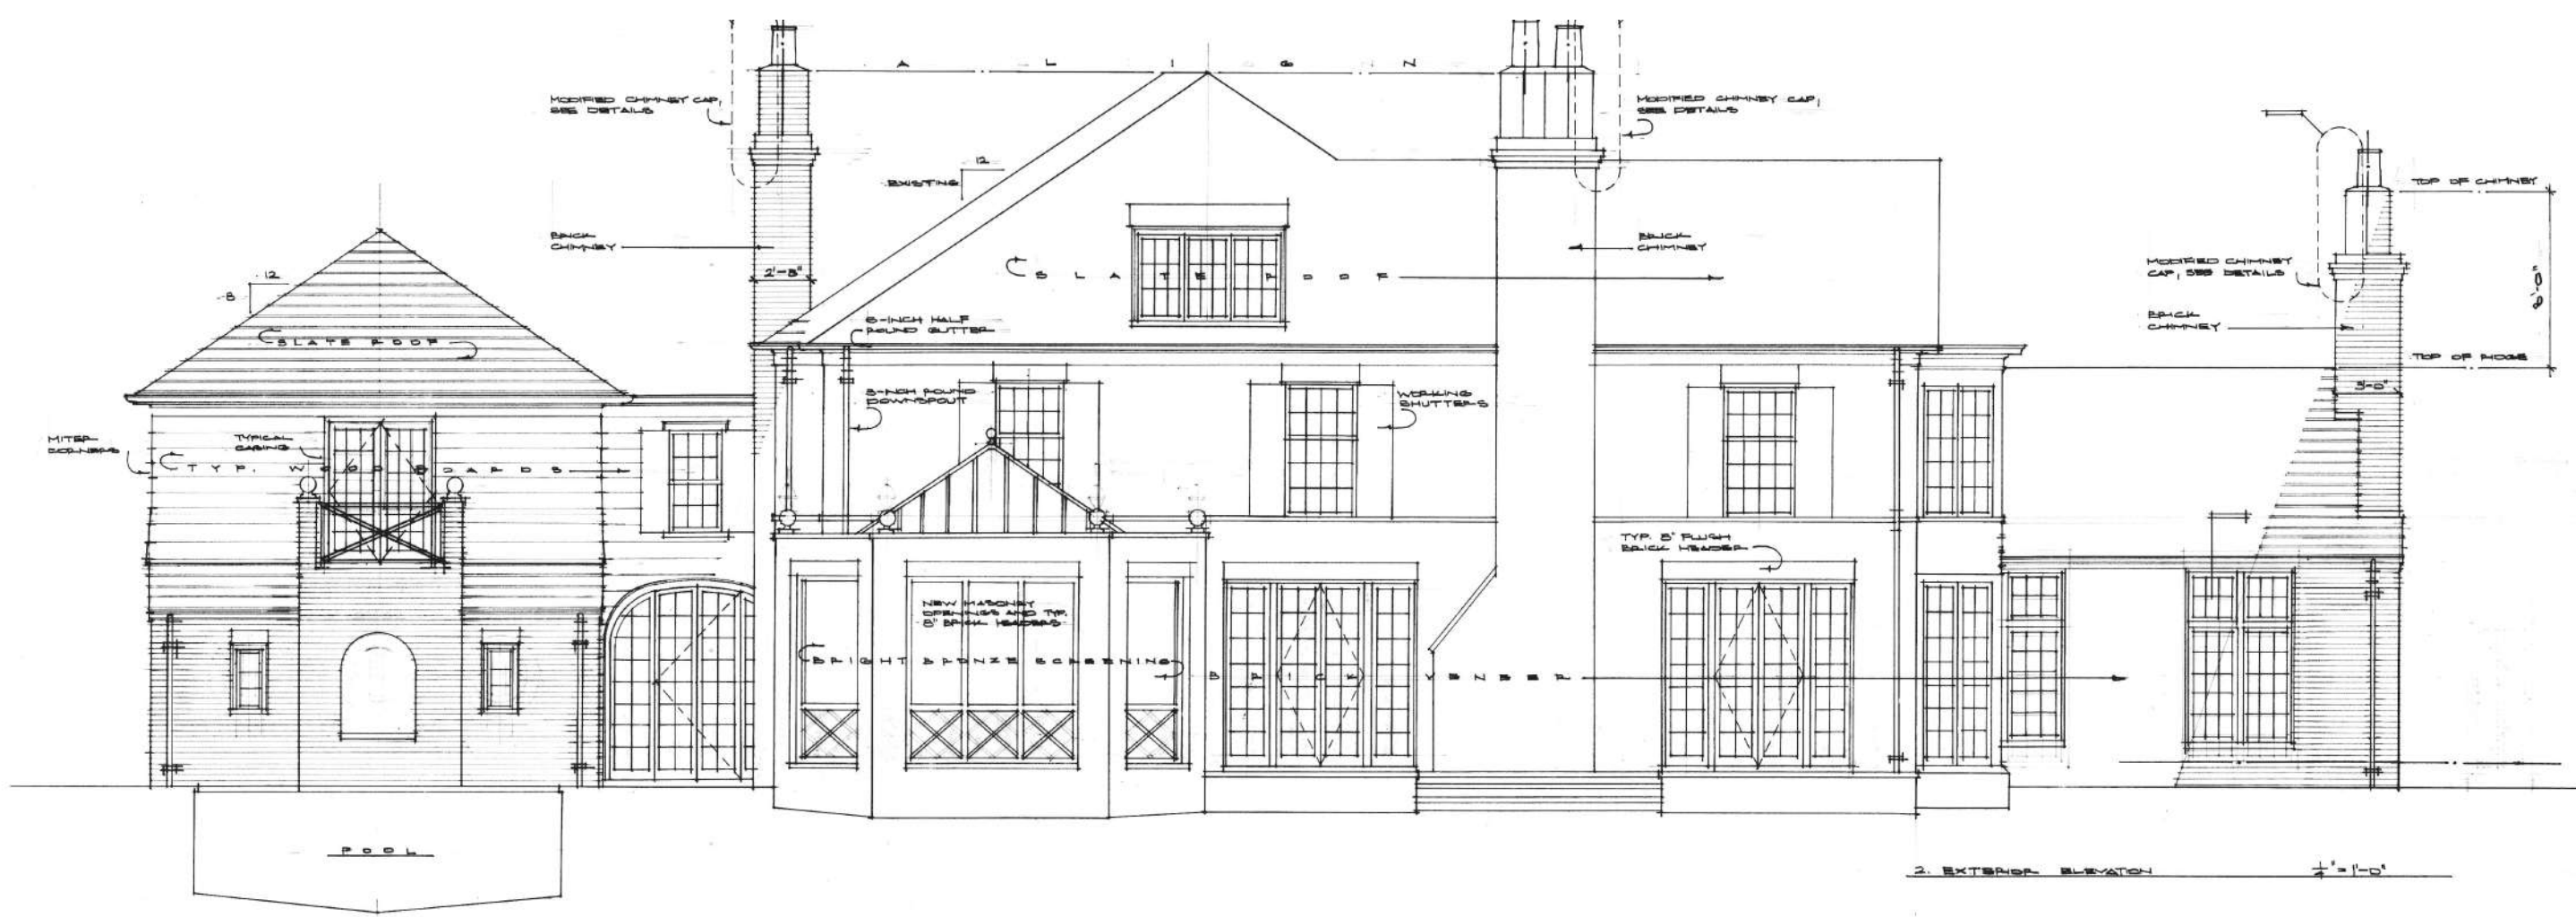 A L I G N
MODIFIED CHIMNEY CAP,
SEE DETAILS
MODIFIED CHIMNEY CAP,
SEE DETAILS
12
EXISTING
TOP OF CHIMNEY
BRICK
CHIMNEY
BRICK
CHIMNEY
12
8
2'-8"
SLATE ROOF
MODIFIED CHIMNEY
CAP, SEE DETAILS
8'-0"
BRICK
CHIMNEY
6-INCH HALF
ROUND GUTTER
SLATE ROOF
TOP OF RIDGE
3-INCH ROUND
DOWNSPOUT
WORKING
SHUTTERS
3'-0"
MITER
CORNERS
TYPICAL
CASING
TYP. WOOD BOARDS
TYP. 8" FLUSH
BRICK HEADER
NEW MASONRY
OPENINGS AND TYP.
8" BRICK HEADERS
BRIGHT BRONZE SCREENING
BRICK VENEER
POOL
2. EXTERIOR ELEVATION 1/4" = 1'-0"